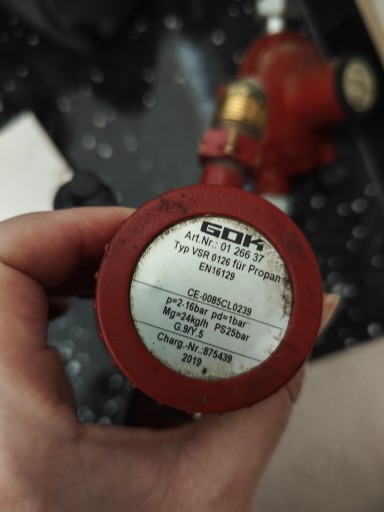 GOK
Art.Nr.: 01 266 37
Typ VSR 0126 für Propan
EN16129
CE-0085CL0239
p=2-16bar pd=1bar
Mg=24kg/h PS25bar
G.9/Y.5
Charg.-Nr.:875439
2019